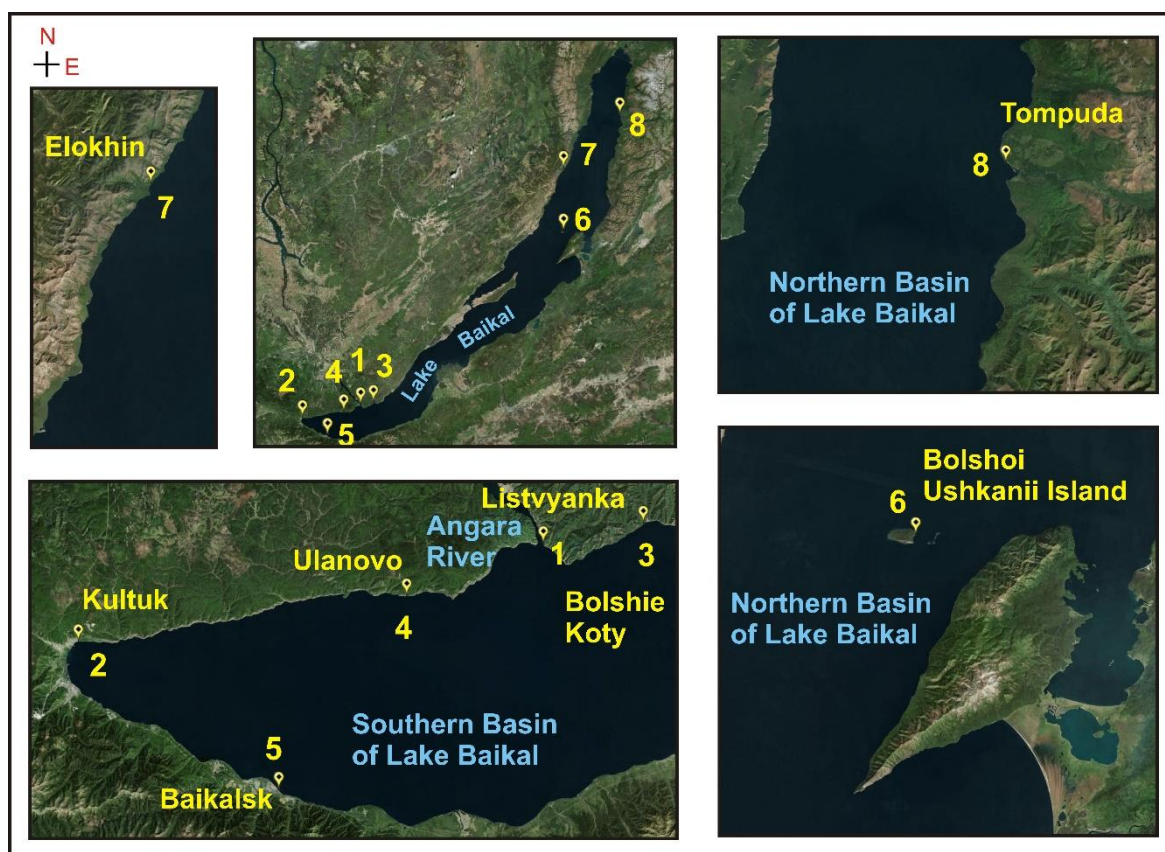 N
E
Elokhin
7
8
7
6
Lake Baikal
4 1 3
2
5
Tompuda
8
Northern Basin
of Lake Baikal
Listvyanka
Angara
River
1
3
Ulanovo
4
Bolshie
Koty
Kultuk
2
Southern Basin
of Lake Baikal
5
Baikalsk
Bolshoi
Ushkanii Island
6
Northern Basin
of Lake Baikal